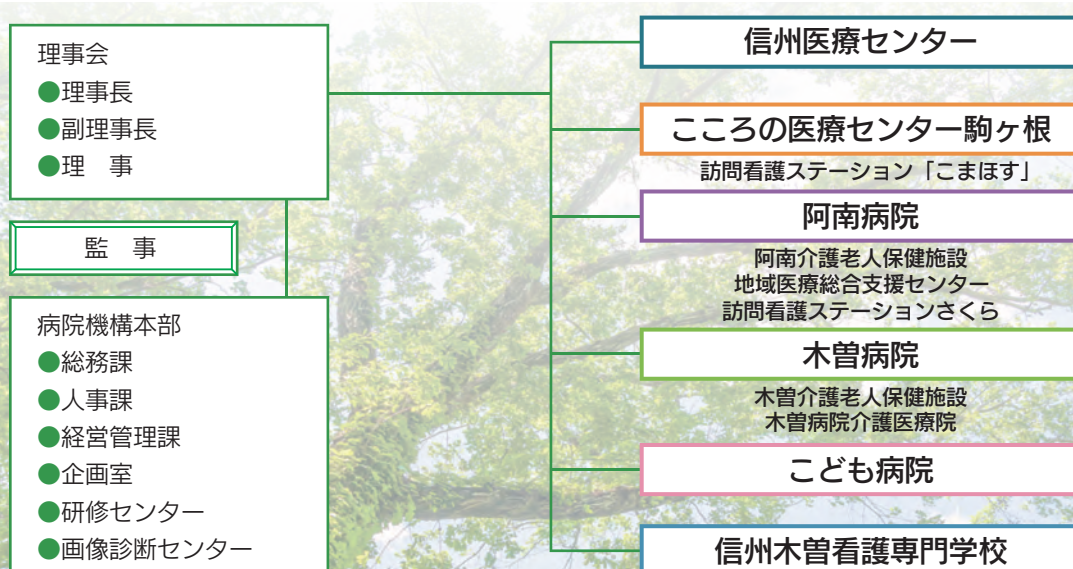 理事会
●理事長
●副理事長
●理　事
監　事
病院機構本部
●総務課
●人事課
●経営管理課
●企画室
●研修センター
●画像診断センター
信州医療センター
こころの医療センター駒ヶ根
訪問看護ステーション「こまほす」
阿南病院
阿南介護老人保健施設
地域医療総合支援センター
訪問看護ステーションさくら
木曽病院
木曽介護老人保健施設
木曽病院介護医療院
こども病院
信州木曽看護専門学校